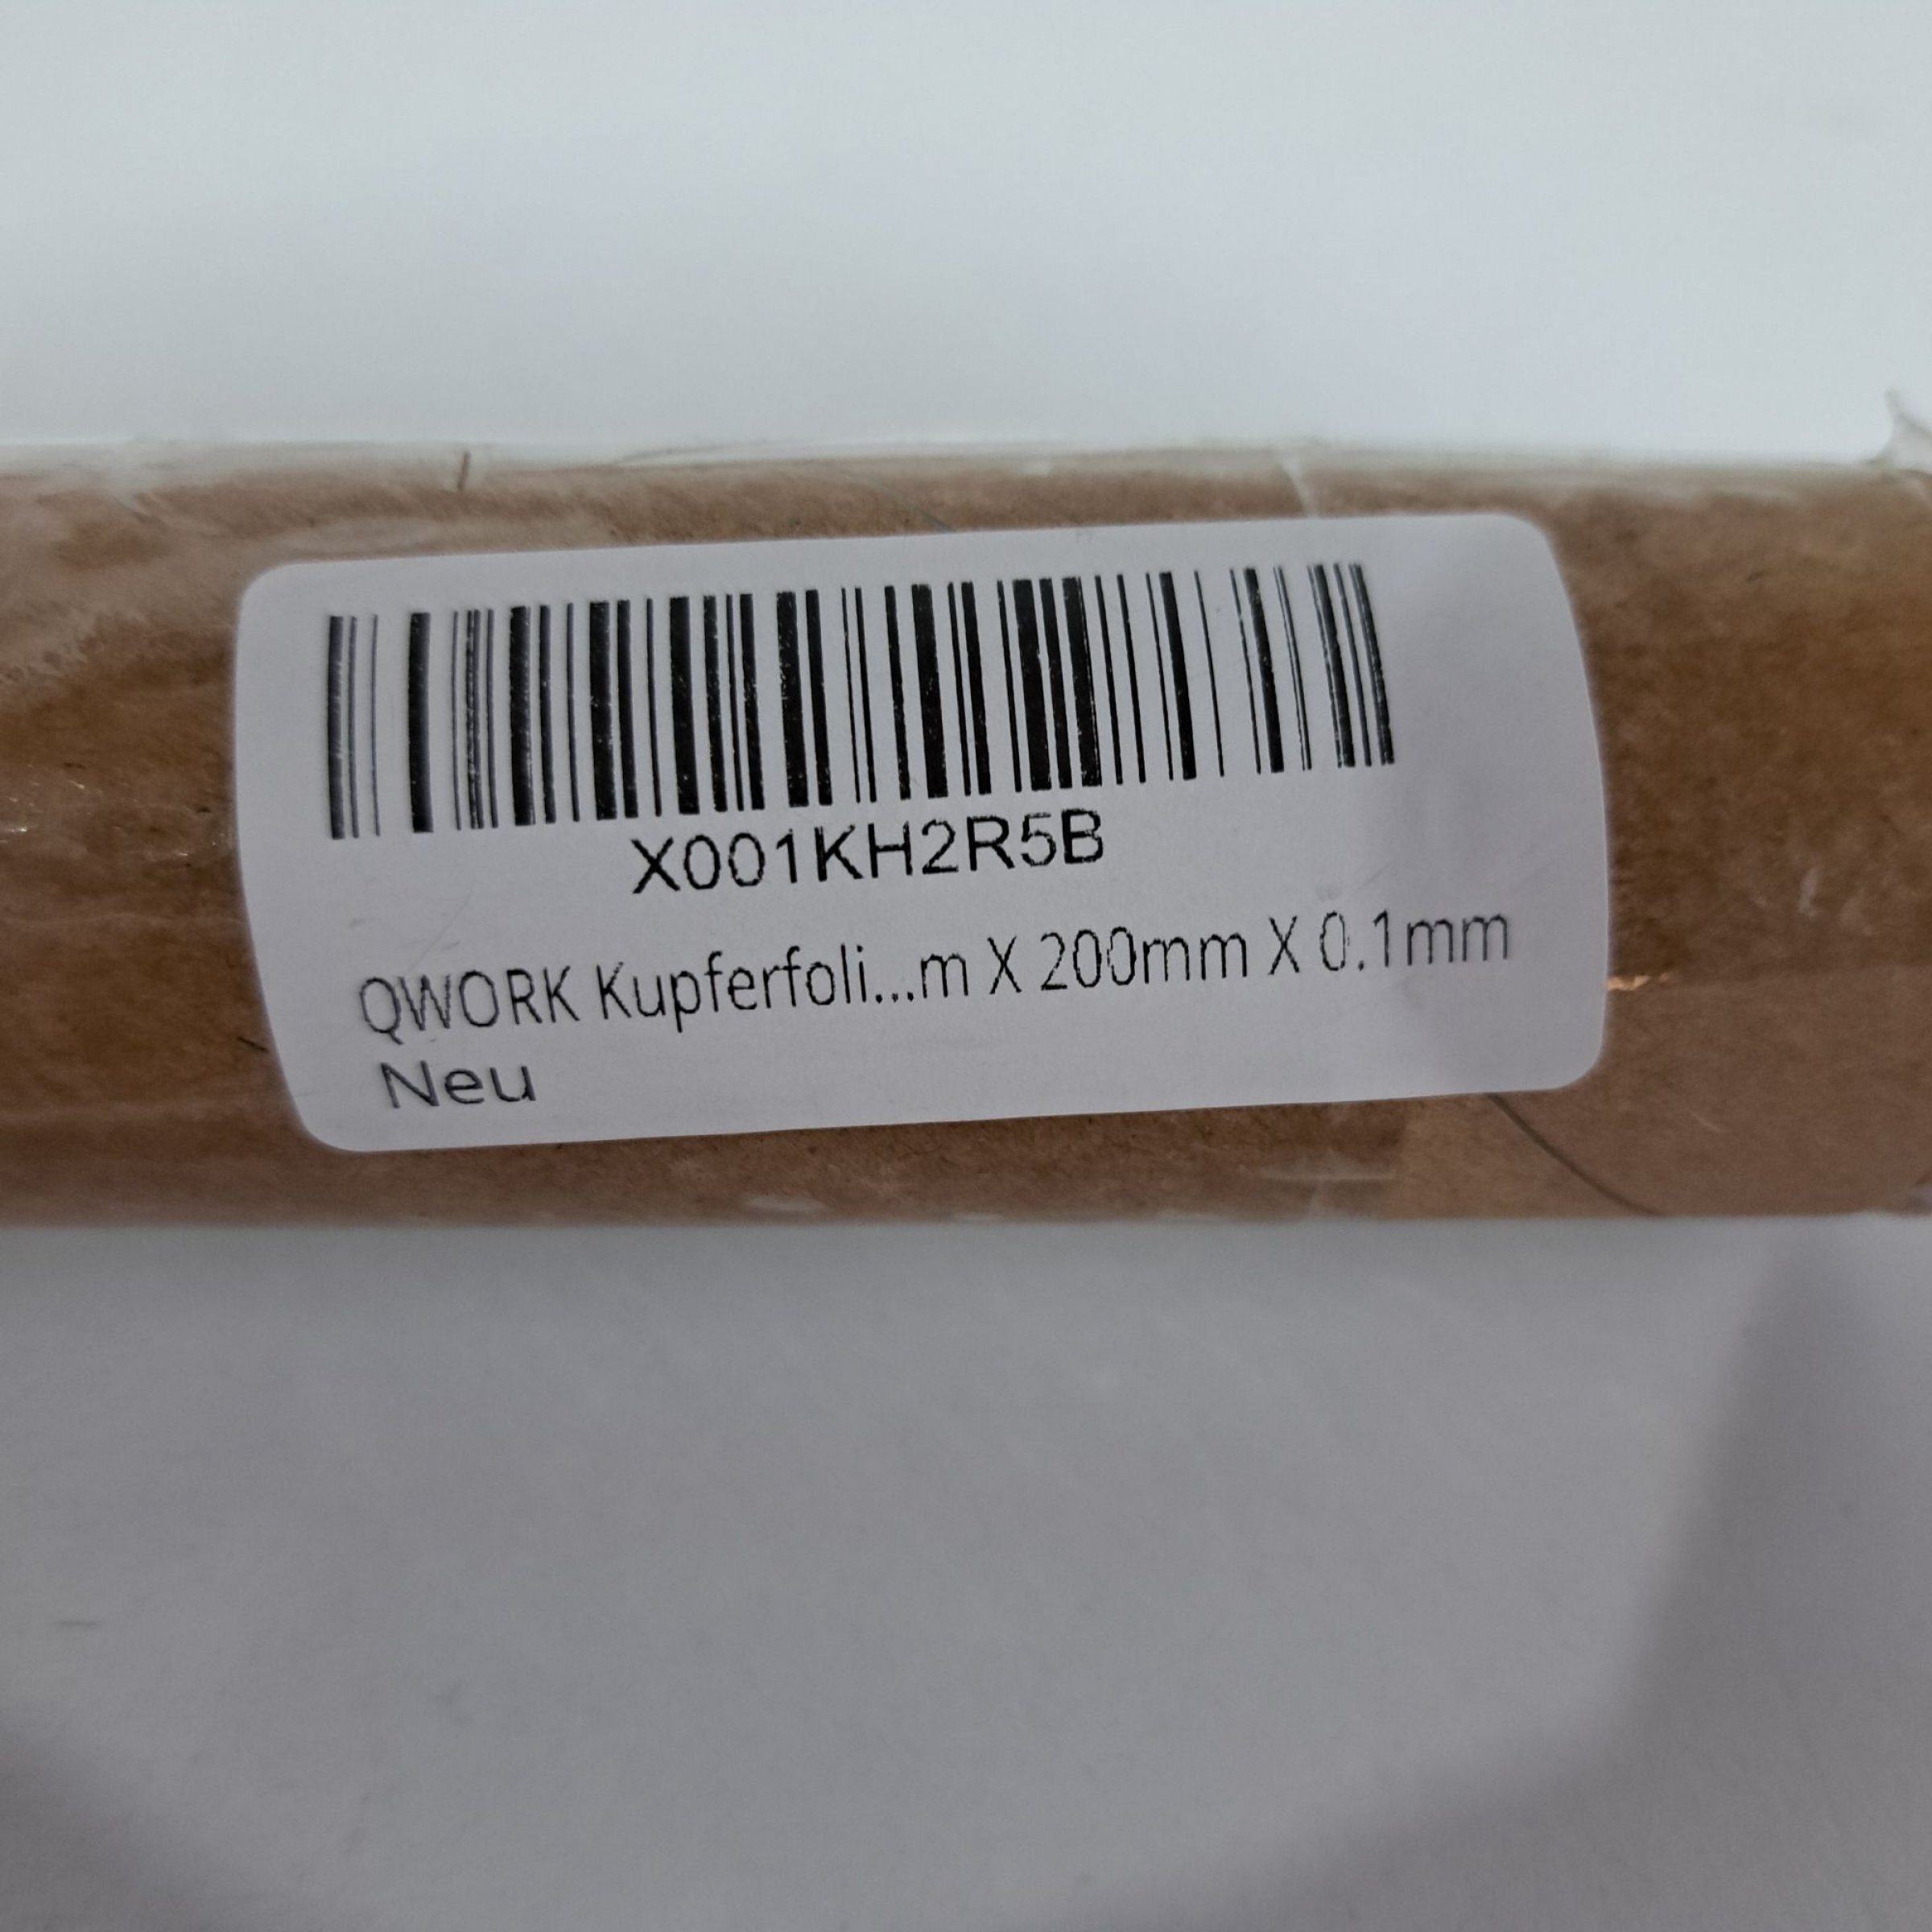 X001KH2R5B
QWORK Kupferfoli...m X 200mm X 0.1mm
Neu